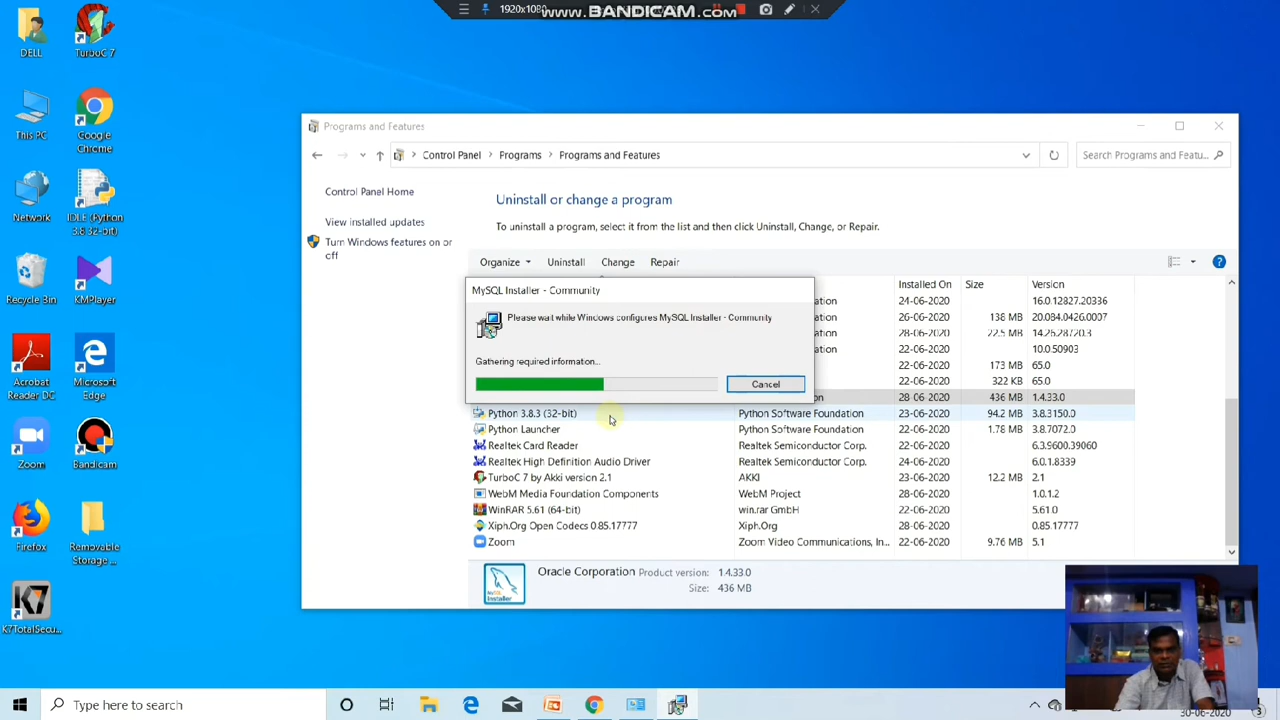 1920x1080
www.BANDICAM.com
DELL
TurboC 7
This PC
Google Chrome
Network
IDLE (Python 3.8 32-bit)
Recycle Bin
KMPlayer
Acrobat Reader DC
Microsoft Edge
Zoom
Bandicam
Firefox
Removable Storage ...
K7TotalSecu...
Programs and Features
Control Panel
Programs
Programs and Features
Search Programs and Featu...
Control Panel Home
View installed updates
Turn Windows features on or off
Uninstall or change a program
To uninstall a program, select it from the list and then click Uninstall, Change, or Repair.
Organize
Uninstall
Change
Repair
Installed On Size Version
ation 24-06-2020 16.0.12827.20336
ation 26-06-2020 138 MB 20.084.0426.0007
ation 28-06-2020 22.5 MB 14.26.28720.3
ation 22-06-2020 10.0.50903
22-06-2020 173 MB 65.0
22-06-2020 322 KB 65.0
on 28-06-2020 436 MB 1.4.33.0
MySQL Installer - Community
Please wait while Windows configures MySQL Installer - Community
Gathering required information...
Cancel
Python 3.8.3 (32-bit) Python Software Foundation 23-06-2020 94.2 MB 3.8.3150.0
Python Launcher Python Software Foundation 22-06-2020 1.78 MB 3.8.7072.0
Realtek Card Reader Realtek Semiconductor Corp. 22-06-2020 6.3.9600.39060
Realtek High Definition Audio Driver Realtek Semiconductor Corp. 24-06-2020 6.0.1.8339
TurboC 7 by Akki version 2.1 AKKI 22-06-2020 12.2 MB 2.1
WebM Media Foundation Components WebM Project 28-06-2020 1.0.1.2
WinRAR 5.61 (64-bit) win.rar GmbH 22-06-2020 5.61.0
Xiph.Org Open Codecs 0.85.17777 Xiph.Org 28-06-2020 0.85.17777
Zoom Zoom Video Communications, In... 22-06-2020 9.76 MB 5.1
Oracle Corporation Product version: 1.4.33.0
Size: 436 MB
MySQL Installer
Type here to search
30-06-2020
3